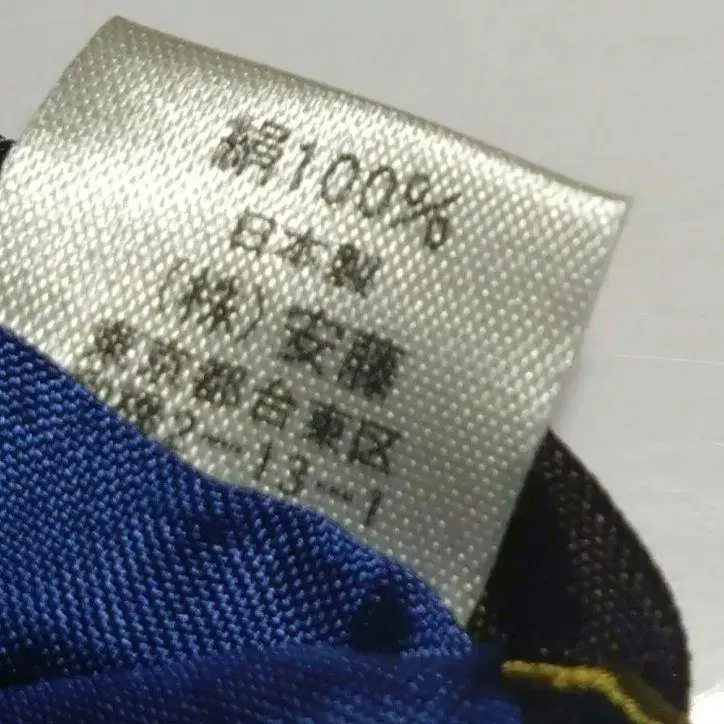 絹100%
日本製
(株)安藤
東京都台東区
2-13-1